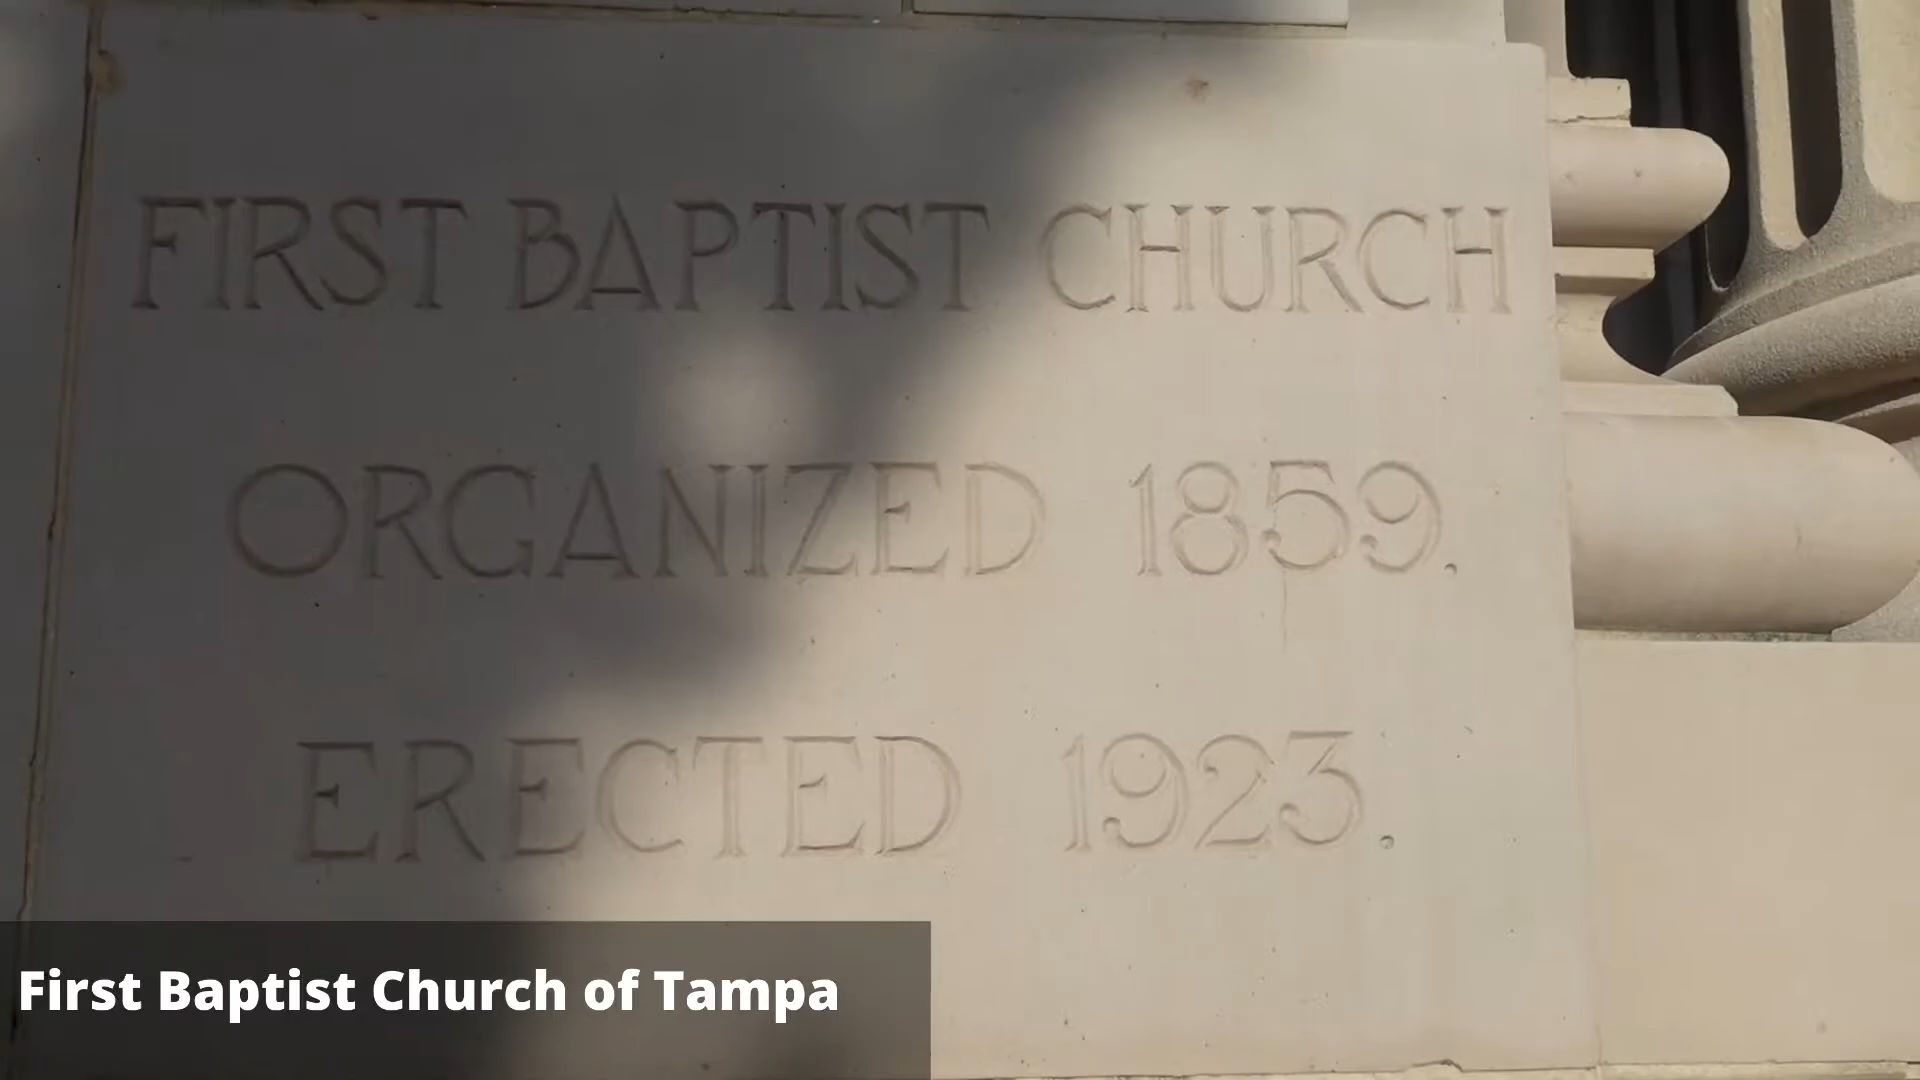 FIRST BAPTIST CHURCH
ORGANIZED 1859.
ERECTED 1923.
First Baptist Church of Tampa